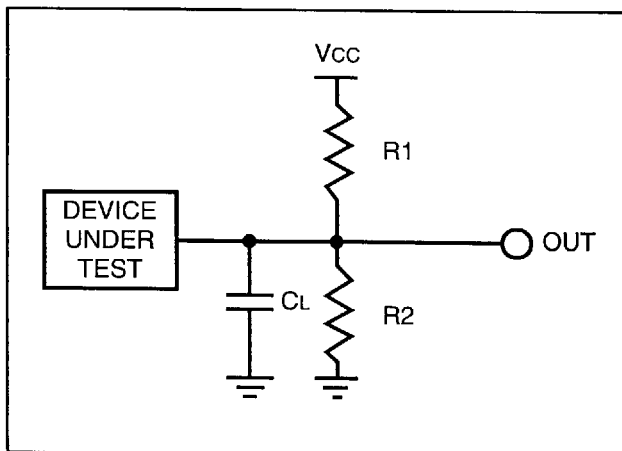 VCC
R1
DEVICE
UNDER
TEST
OUT
CL
R2